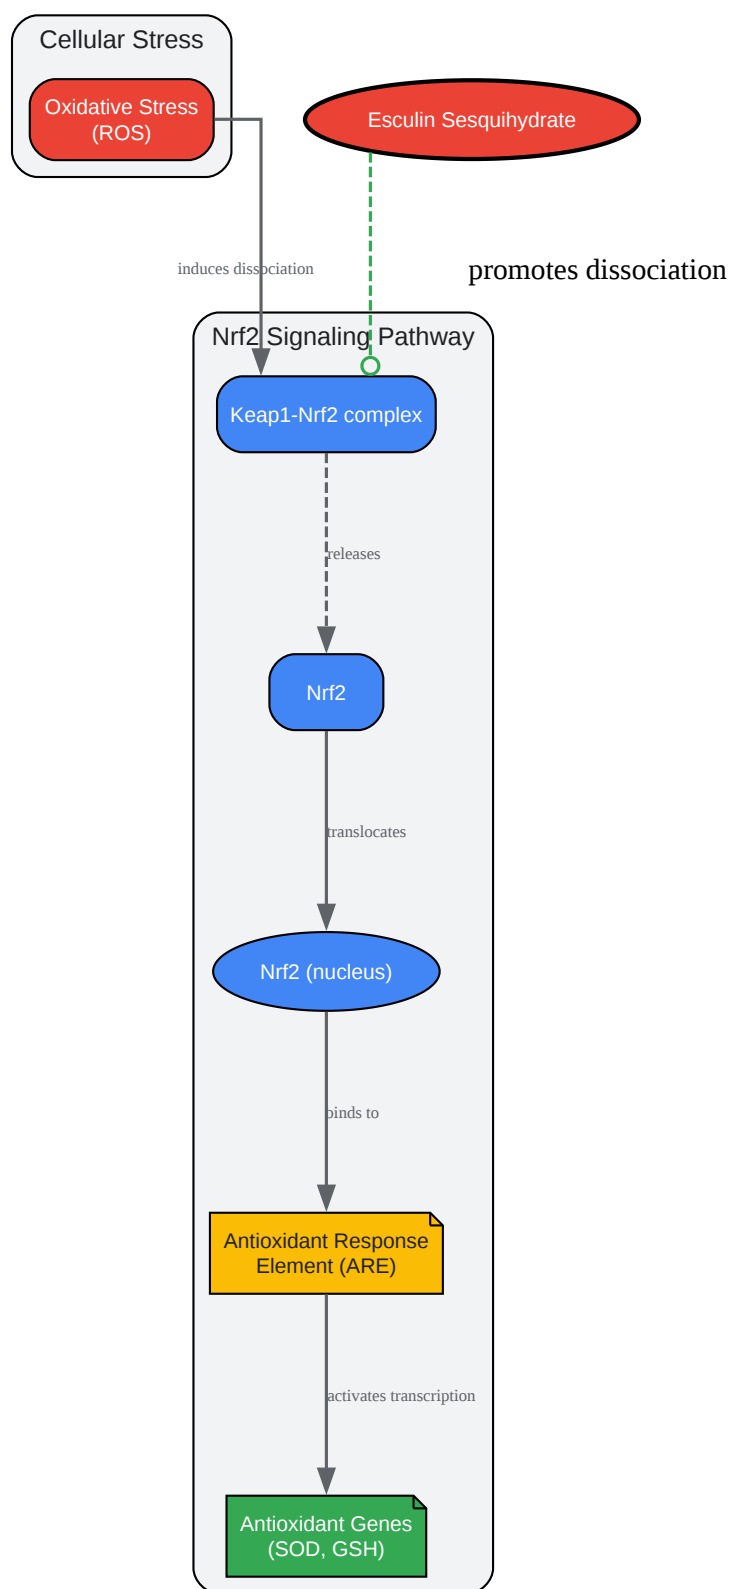 Cellular Stress
Oxidative Stress
(ROS)
Esculin Sesquihydrate
induces dissociation
promotes dissociation
Nrf2 Signaling Pathway
Keap1-Nrf2 complex
releases
Nrf2
translocates
Nrf2 (nucleus)
binds to
Antioxidant Response
Element (ARE)
activates transcription
Antioxidant Genes
(SOD, GSH)